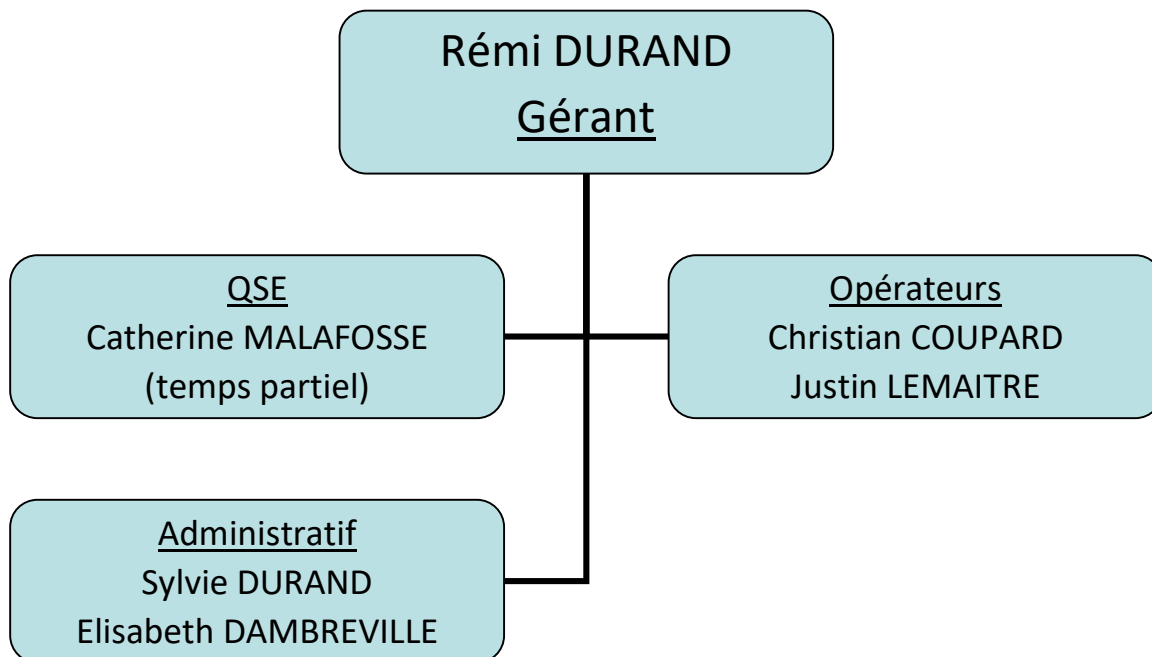 Rémi DURAND
Gérant
QSE
Catherine MALAFOSSE
(temps partiel)
Opérateurs
Christian COUPARD
Justin LEMAITRE
Administratif
Sylvie DURAND
Elisabeth DAMBREVILLE